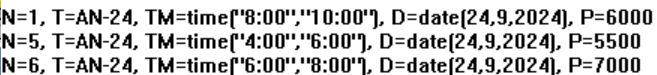 N=1, T=AN-24, TM=time("8:00","10:00"), D=date(24,9,2024), P=6000
N=5, T=AN-24, TM=time("4:00","6:00"), D=date(24,9,2024), P=5500
N=6, T=AN-24, TM=time("6:00","8:00"), D=date(24,9,2024), P=7000